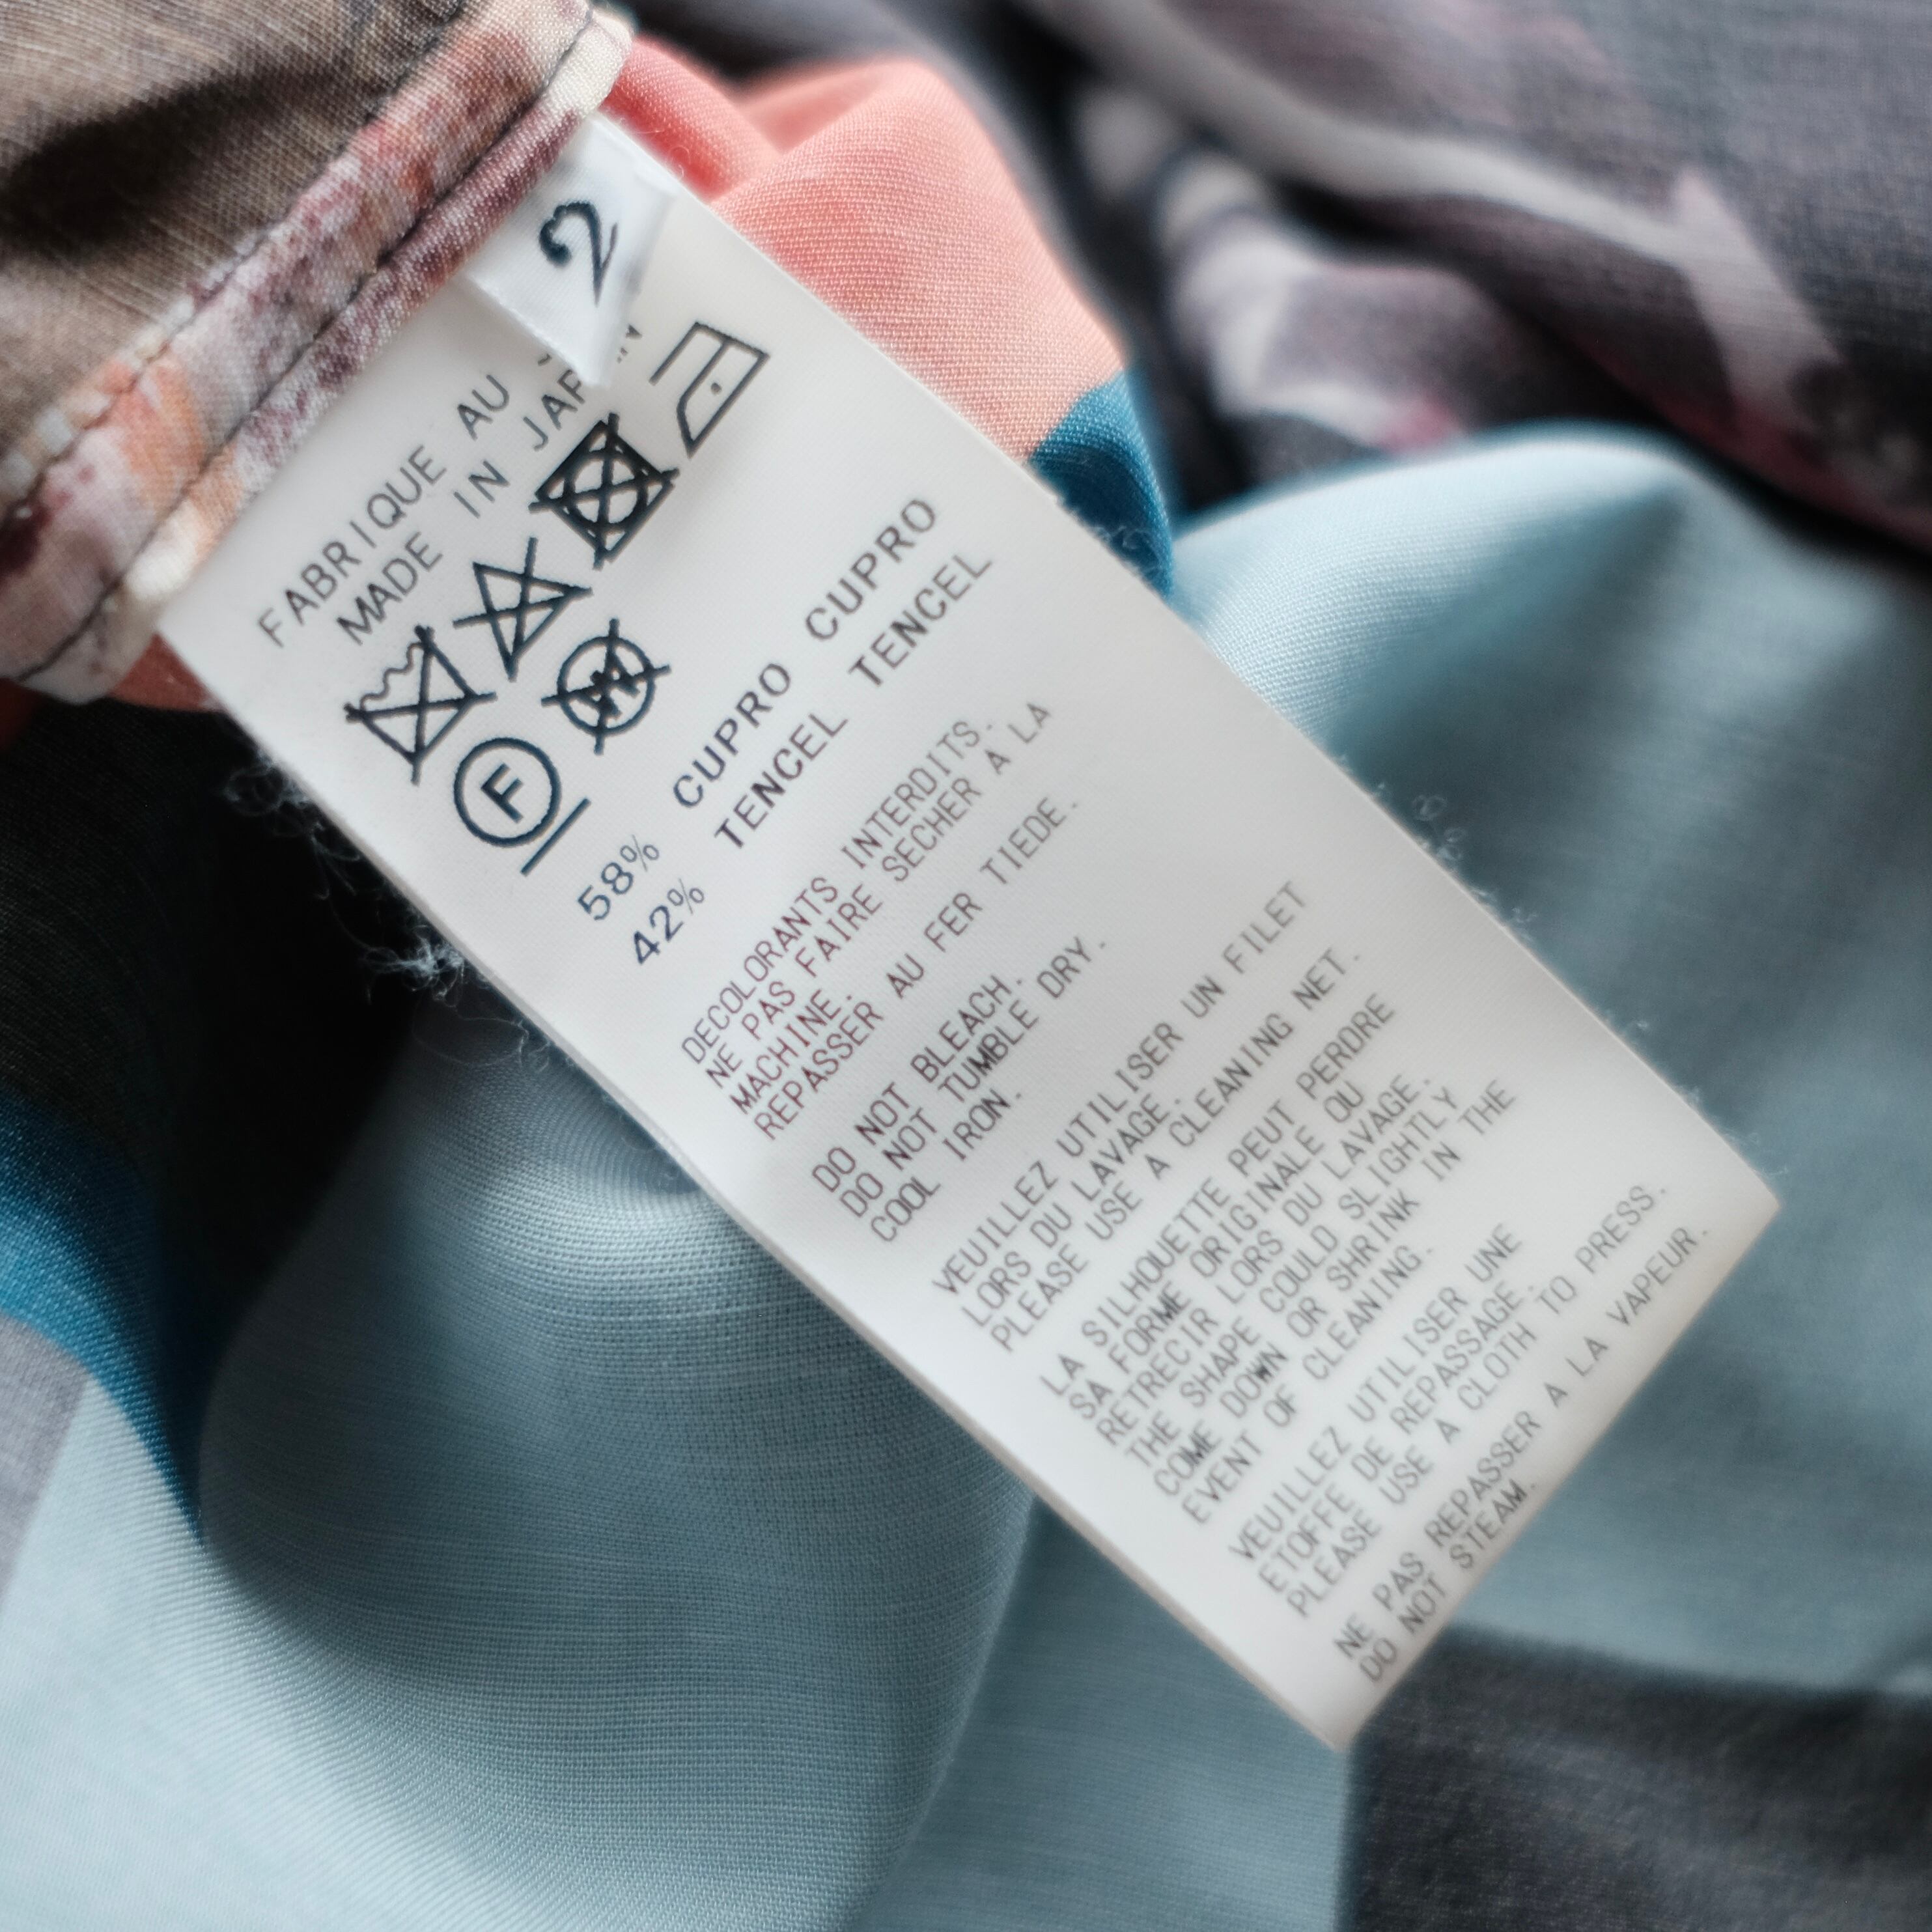 2
FABRIQUE AU
MADE IN JAPAN
F
W
58% CUPRO CUPRO
42% TENCEL TENCEL
DECOLORANTS INTERDITS.
NE PAS FAIRE SECHER A LA
MACHINE.
REPASSER AU FER TIEDE.
DO NOT BLEACH.
DO NOT TUMBLE DRY.
COOL IRON.
VEUILLEZ UTILISER UN FILET
LORS DU LAVAGE.
PLEASE USE A CLEANING NET.
LA SILHOUETTE PEUT PERDRE
SA FORME ORIGINALE OU
RETRECIR LORS DU LAVAGE.
THE SHAPE COULD SLIGHTLY
COME DOWN OR SHRINK IN THE
EVENT OF CLEANING.
VEUILLEZ UTILISER UNE
ETOFFE DE REPASSAGE.
PLEASE USE A CLOTH TO PRESS.
NE PAS REPASSER A LA VAPEUR.
DO NOT STEAM.